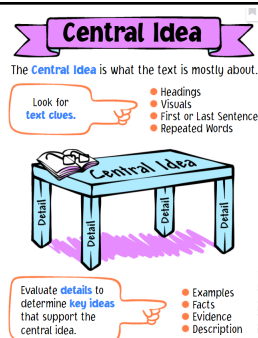 Central Idea
The Central Idea is what the text is mostly about.
Look for
text clues.
Headings
Visuals
First or Last Sentence
Repeated Words
Central Idea
Detail
Detail
Detail
Detail
Evaluate details to
determine key ideas
that support the
central idea.
Examples
Facts
Evidence
Description